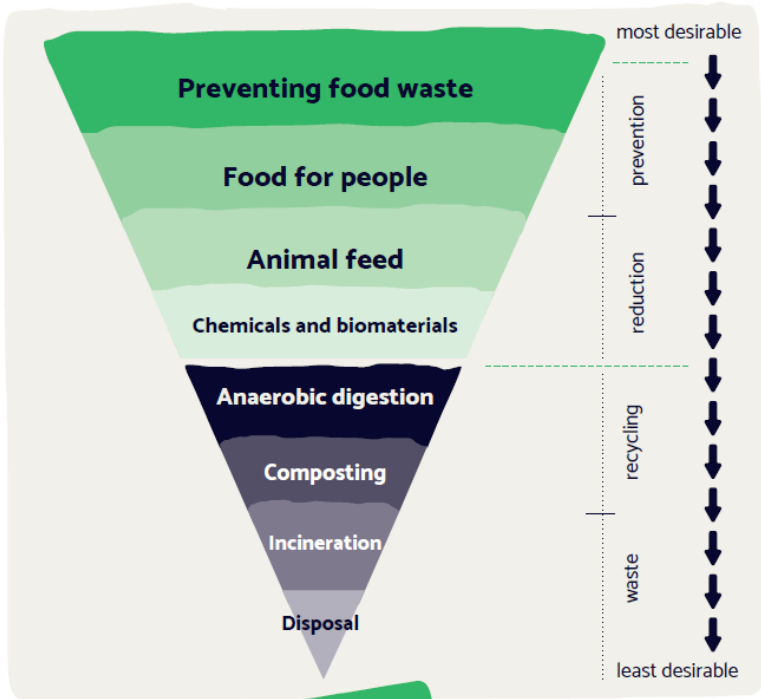 most desirable
Preventing food waste
Food for people
prevention
Animal feed
Chemicals and biomaterials
reduction
Anaerobic digestion
Composting
recycling
Incineration
Disposal
waste
least desirable